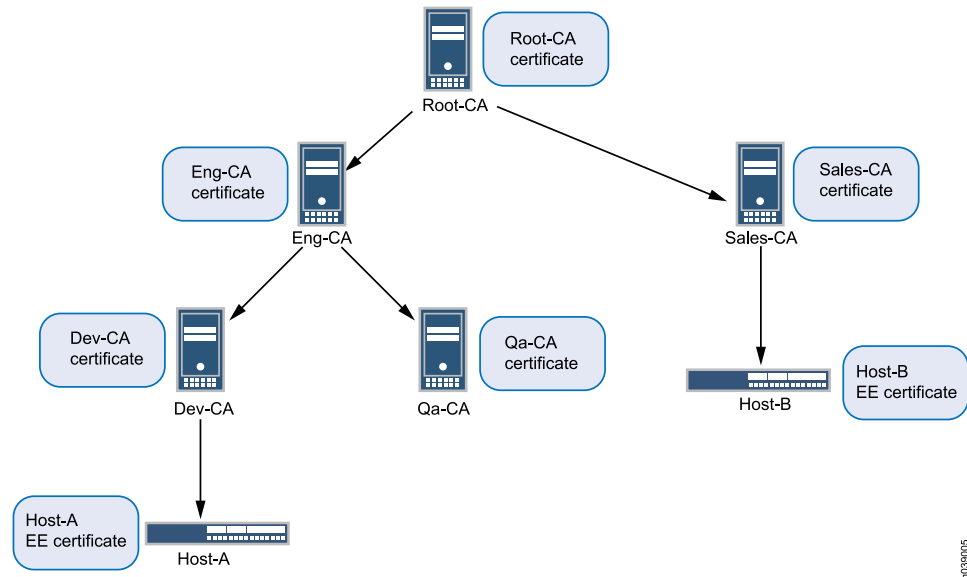 Root-CA
certificate
Root-CA
Eng-CA
certificate
Eng-CA
Sales-CA
certificate
Sales-CA
Dev-CA
certificate
Dev-CA
Qa-CA
certificate
Qa-CA
Host-B
Host-B
EE certificate
Host-A
EE certificate
Host-A
g039005